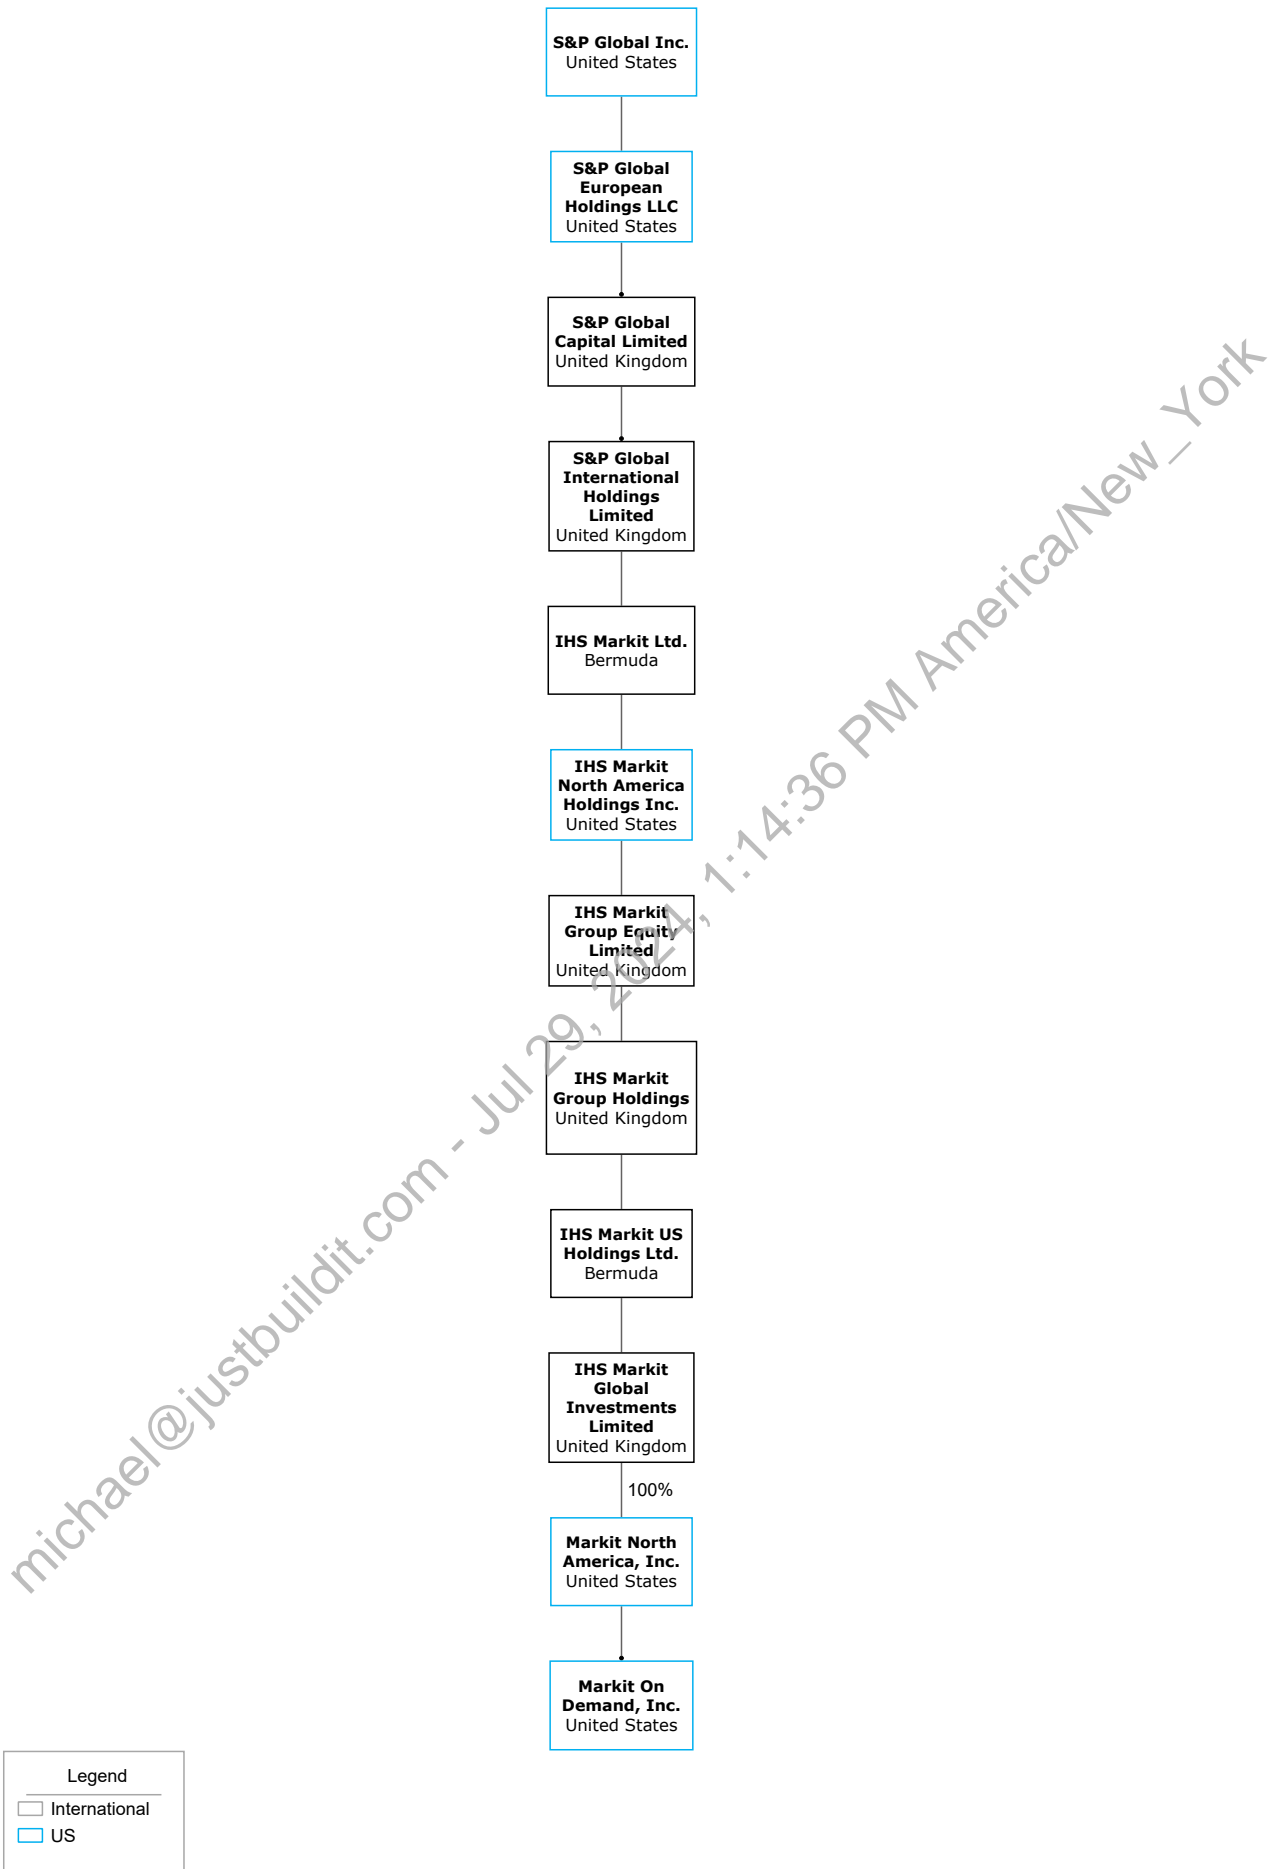 S&P Global Inc.
United States
S&P Global
European
Holdings LLC
United States
S&P Global
Capital Limited
United Kingdom
S&P Global
International
Holdings
Limited
United Kingdom
IHS Markit Ltd.
Bermuda
IHS Markit
North America
Holdings Inc.
United States
IHS Markit
Group Equity
Limited
United Kingdom
IHS Markit
Group Holdings
United Kingdom
IHS Markit US
Holdings Ltd.
Bermuda
IHS Markit
Global
Investments
Limited
United Kingdom
100%
Markit North
America, Inc.
United States
Markit On
Demand, Inc.
United States
Legend
International
US
michael@justbuildit.com - Jul 29, 2024, 1:14:36 PM America/New_York